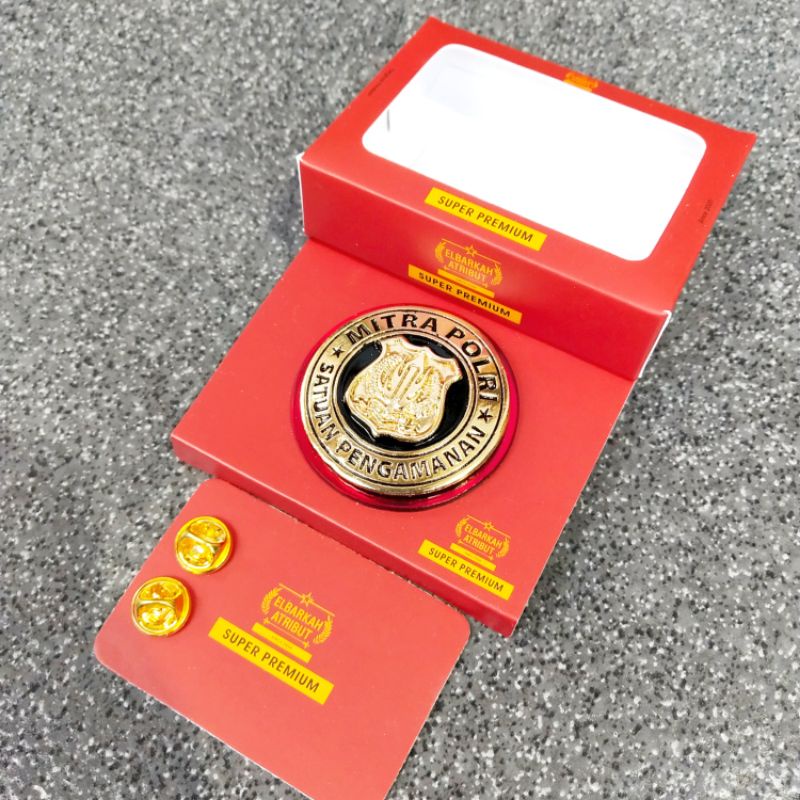 SUPER PREMIUM
ELBARKAH
ATRIBUT
SUPER PREMIUM
MITRA POLRI
SATUAN PENGAMANAN
ELBARKAH
ATRIBUT
SUPER PREMIUM
ELBARKAH
ATRIBUT
SUPER PREMIUM